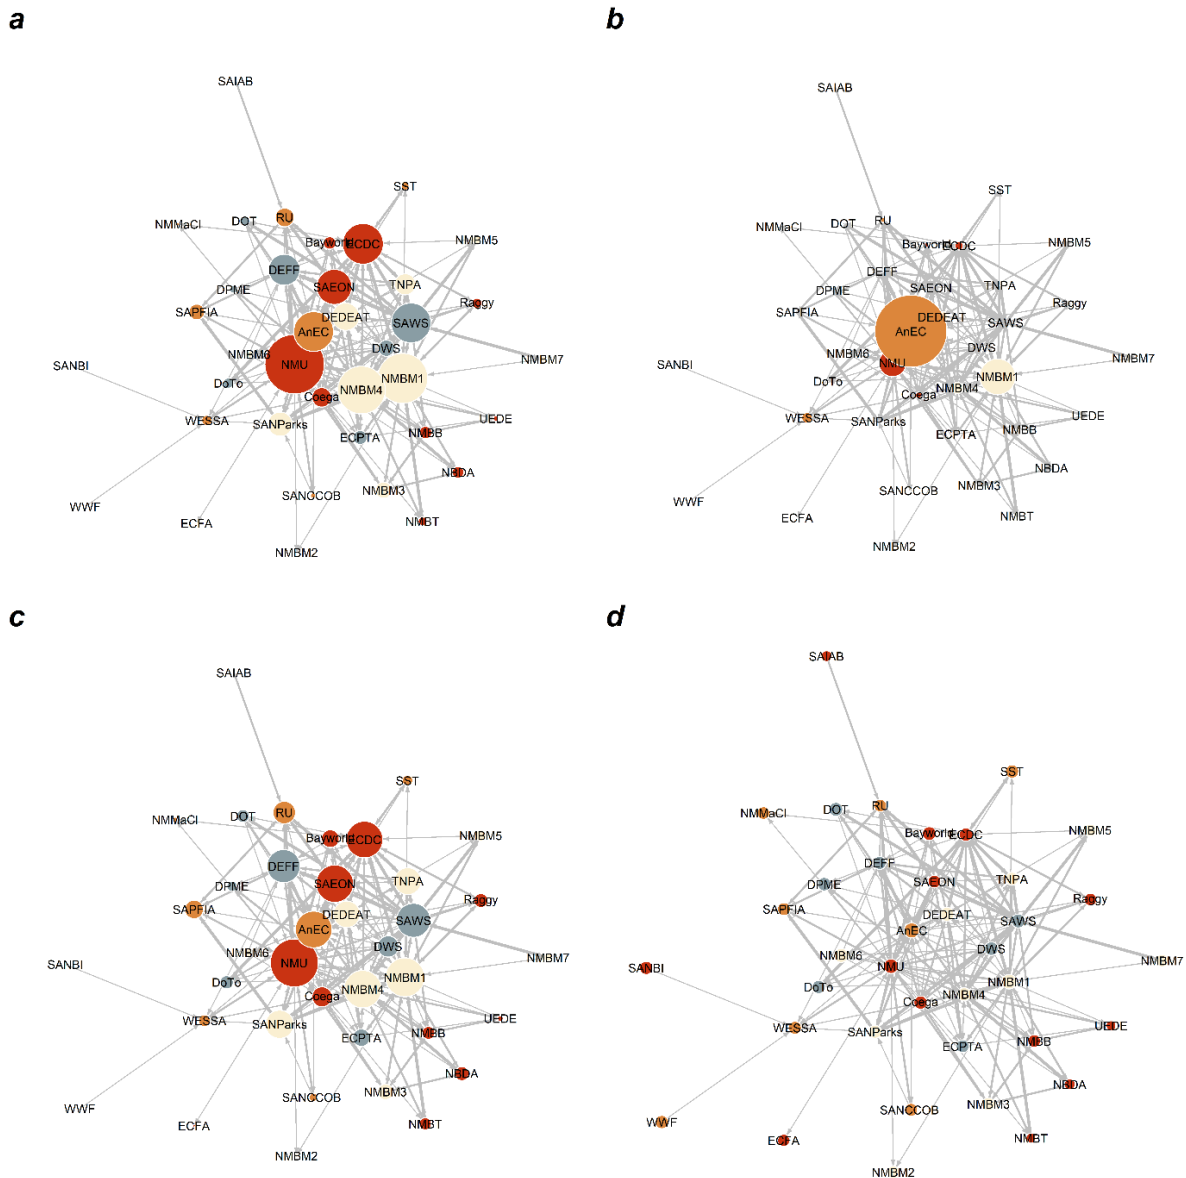 a
b
SAIAB
SST
RU
DOT
NMMaCl
Bayworld
ECDC
NMBM5
DEFF
SAEON
TNPA
DPME
Raggy
SAPFIA
DEDEAT
SAWS
AnEC
DWS
NMBM6
NMBM7
SANBI
NMU
DoTo
NMBM1
NMBM4
Coega
WESSA
SANParks
UEDE
ECPTA
NMBB
NBDA
SANCCOB
NMBM3
WWF
ECFA
NMBT
NMBM2
SAIAB
SST
RU
DOT
NMMaCl
Bayworld
ECDC
NMBM5
DEFF
SAEON
TNPA
DPME
Raggy
SAPFIA
DEDEAT
SAWS
AnEC
DWS
NMBM6
NMBM7
SANBI
NMU
DoTo
NMBM1
NMBM4
Coega
WESSA
SANParks
UEDE
ECPTA
NMBB
NBDA
SANCCOB
NMBM3
WWF
ECFA
NMBT
NMBM2
c
d
SAIAB
SST
RU
DOT
NMMaCl
Bayworld
ECDC
NMBM5
DEFF
SAEON
TNPA
DPME
Raggy
SAPFIA
DEDEAT
SAWS
AnEC
DWS
NMBM6
NMBM7
SANBI
NMU
DoTo
NMBM1
NMBM4
Coega
WESSA
SANParks
UEDE
ECPTA
NMBB
NBDA
SANCCOB
NMBM3
WWF
ECFA
NMBT
NMBM2
SAIAB
SST
RU
DOT
NMMaCl
Bayworld
ECDC
NMBM5
DEFF
SAEON
TNPA
DPME
Raggy
SAPFIA
DEDEAT
SAWS
AnEC
DWS
NMBM6
NMBM7
SANBI
NMU
DoTo
NMBM1
NMBM4
Coega
WESSA
SANParks
UEDE
ECPTA
NMBB
NBDA
SANCCOB
NMBM3
WWF
ECFA
NMBT
NMBM2